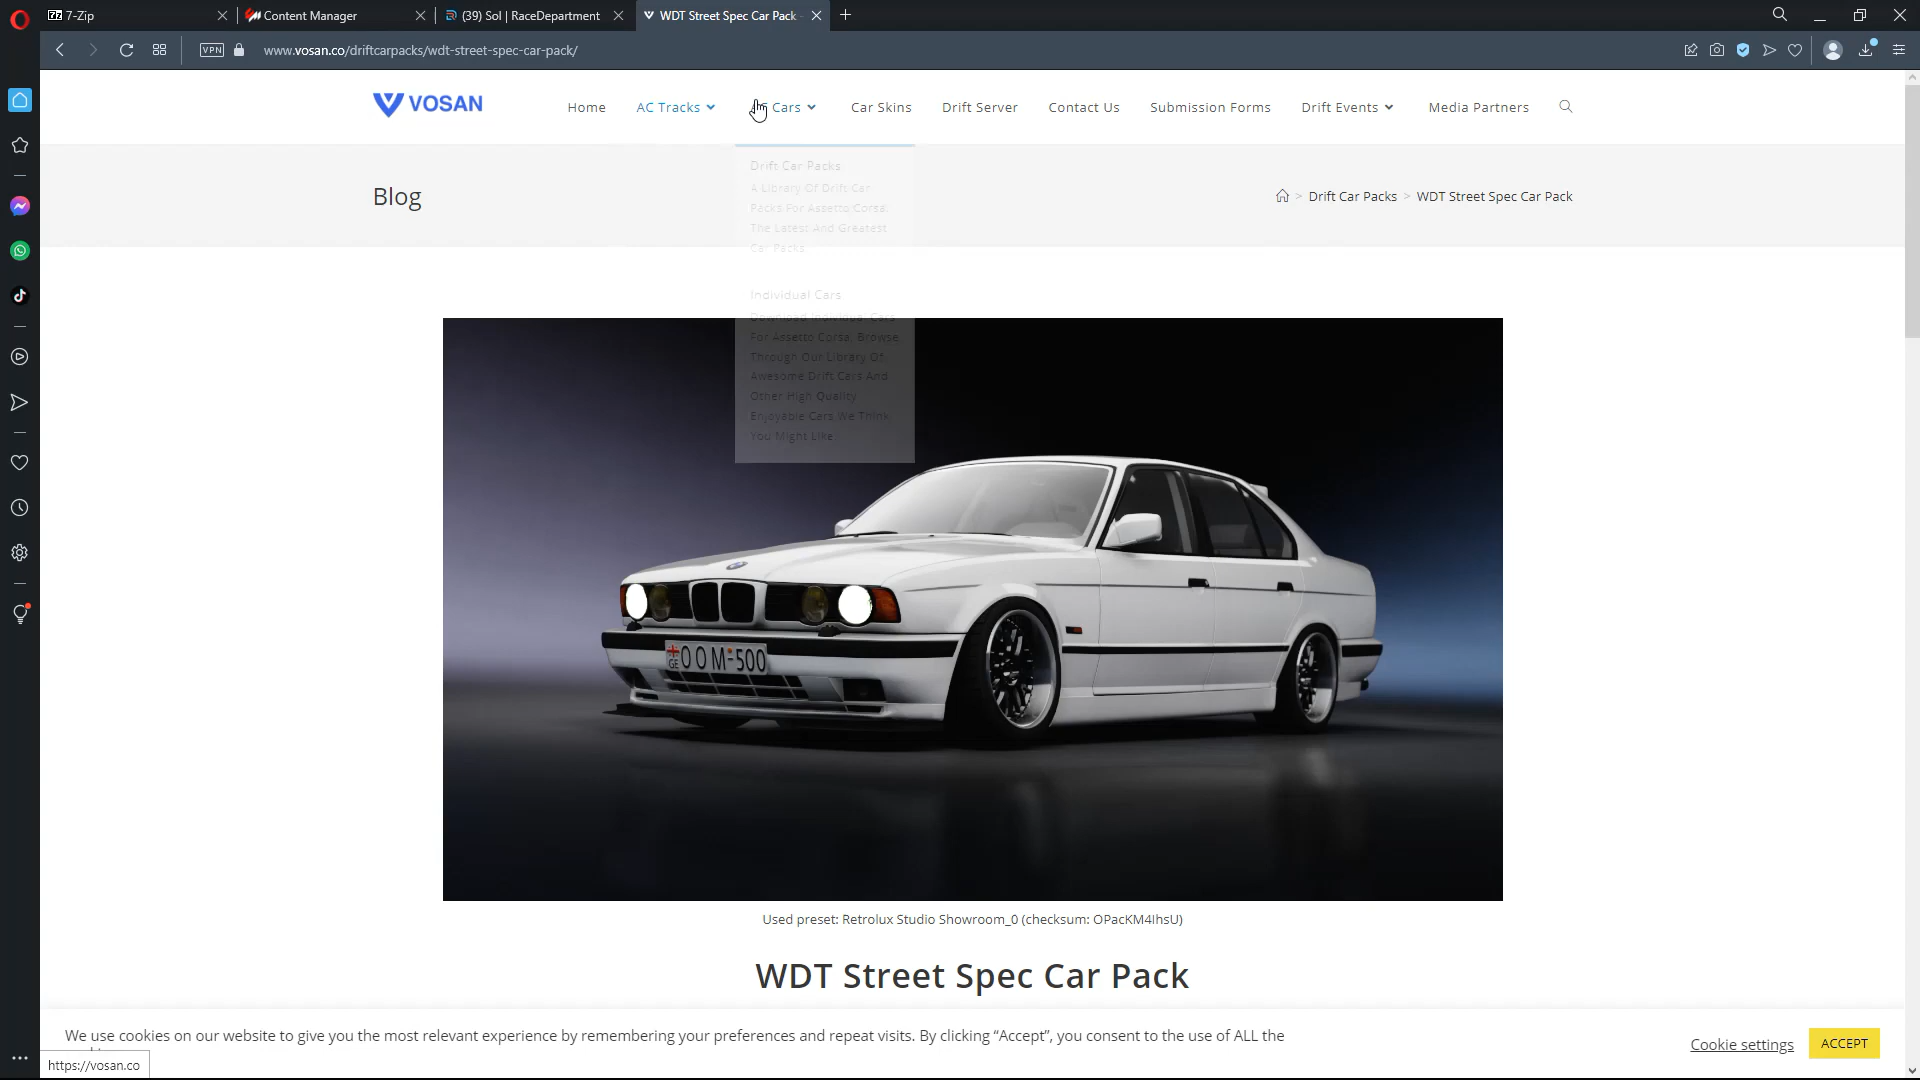 7-Zip
Content Manager
(39) Sol | RaceDepartment
WDT Street Spec Car Pack
VPN
www.vosan.co/driftcarpacks/wdt-street-spec-car-pack/
VOSAN
Home
AC Tracks
Cars
Car Skins
Drift Server
Contact Us
Submission Forms
Drift Events
Media Partners
Drift Car Packs
A Library Of Drift Car
Packs For Assetto Corsa.
The Latest And Greatest
Car Packs.
Individual Cars
Download Individual Cars
For Assetto Corsa. Browse
Through Our Library Of
Awesome Drift Cars And
Other High Quality
Enjoyable Cars We Think
You Might Like.
Blog
> Drift Car Packs > WDT Street Spec Car Pack
GE OOM-500
Used preset: Retrolux Studio Showroom_0 (checksum: OPacKM4IhsU)
WDT Street Spec Car Pack
We use cookies on our website to give you the most relevant experience by remembering your preferences and repeat visits. By clicking “Accept”, you consent to the use of ALL the
Cookie settings
ACCEPT
https://vosan.co